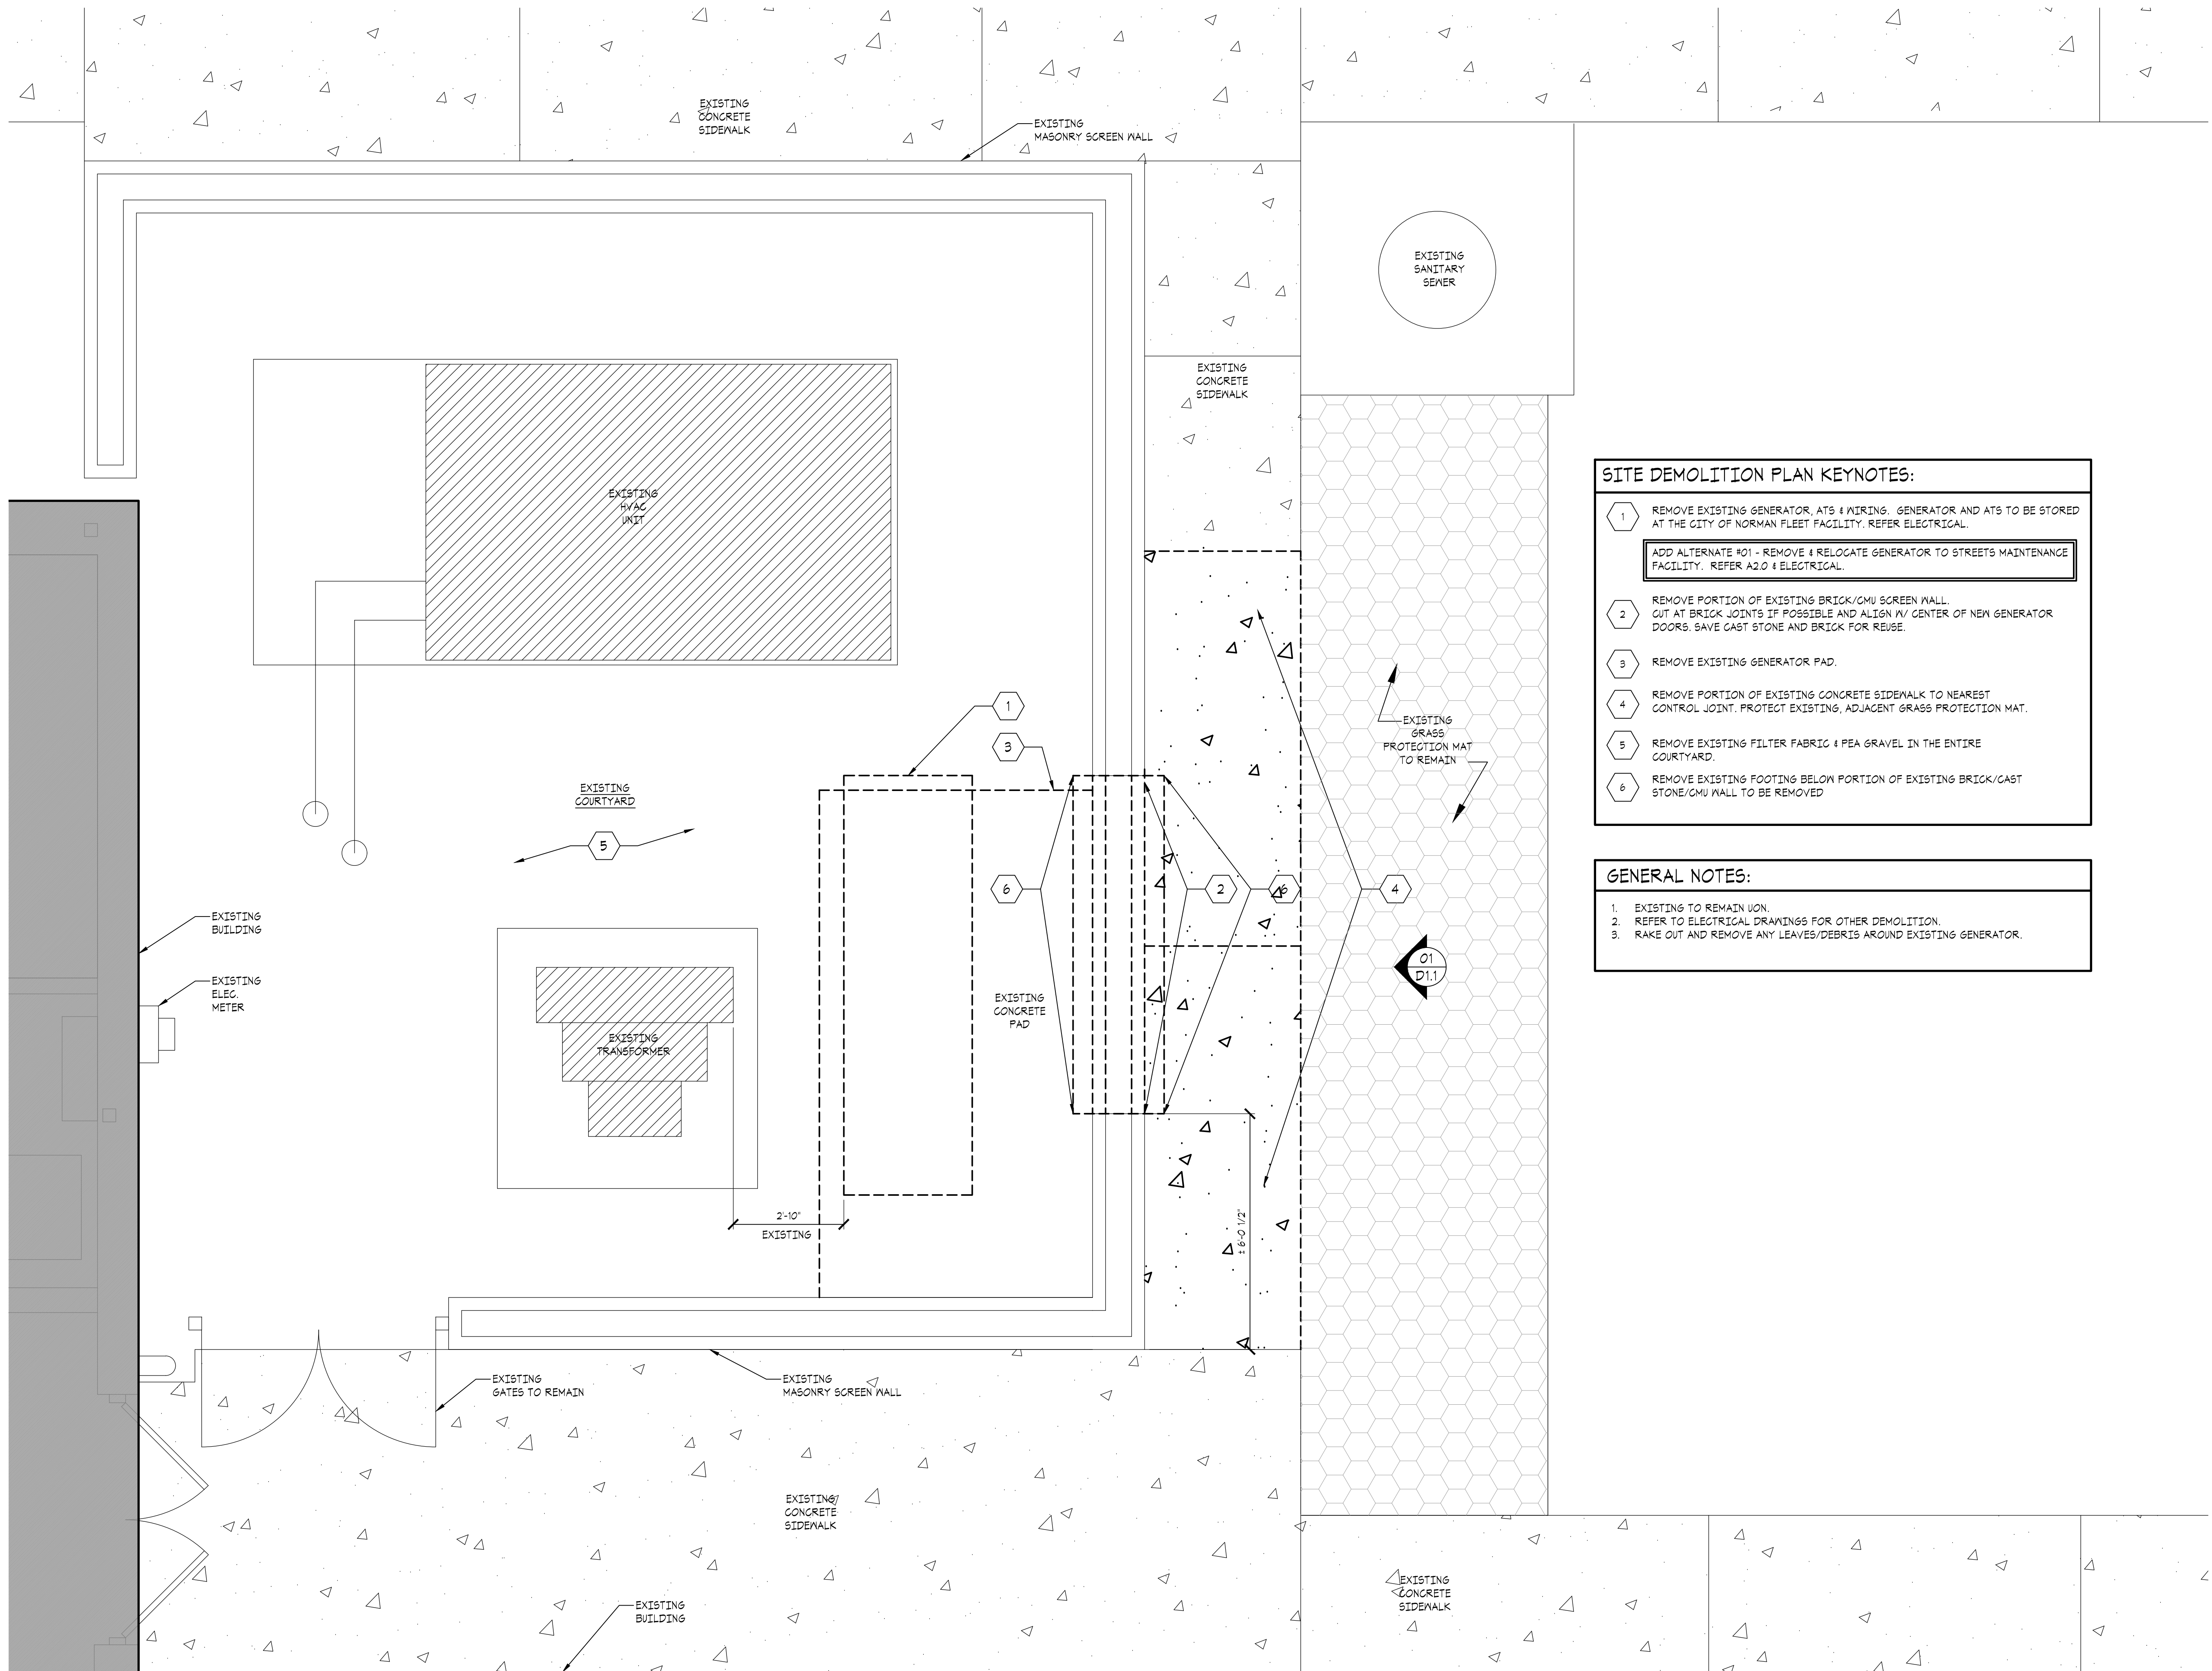 EXISTING
CONCRETE
SIDEWALK
EXISTING
MASONRY SCREEN WALL
EXISTING
SANITARY
SEWER
EXISTING
CONCRETE
SIDEWALK
EXISTING
HVAC
UNIT
1
3
EXISTING
COURTYARD
5
EXISTING
GRASS
PROTECTION MAT
TO REMAIN
6
2
6
4
EXISTING
BUILDING
EXISTING
ELEC.
METER
EXISTING
CONCRETE
PAD
01
D1.1
EXISTING
TRANSFORMER
2'-10"
EXISTING
± 6'-0 1/2"
EXISTING
GATES TO REMAIN
EXISTING
MASONRY SCREEN WALL
EXISTING
CONCRETE
SIDEWALK
EXISTING
BUILDING
EXISTING
CONCRETE
SIDEWALK
SITE DEMOLITION PLAN KEYNOTES:
1 REMOVE EXISTING GENERATOR, ATS & WIRING. GENERATOR AND ATS TO BE STORED
AT THE CITY OF NORMAN FLEET FACILITY. REFER ELECTRICAL.
ADD ALTERNATE #01 - REMOVE & RELOCATE GENERATOR TO STREETS MAINTENANCE
FACILITY. REFER A2.0 & ELECTRICAL.
2 REMOVE PORTION OF EXISTING BRICK/CMU SCREEN WALL.
CUT AT BRICK JOINTS IF POSSIBLE AND ALIGN W/ CENTER OF NEW GENERATOR
DOORS. SAVE CAST STONE AND BRICK FOR REUSE.
3 REMOVE EXISTING GENERATOR PAD.
4 REMOVE PORTION OF EXISTING CONCRETE SIDEWALK TO NEAREST
CONTROL JOINT. PROTECT EXISTING, ADJACENT GRASS PROTECTION MAT.
5 REMOVE EXISTING FILTER FABRIC & PEA GRAVEL IN THE ENTIRE
COURTYARD.
6 REMOVE EXISTING FOOTING BELOW PORTION OF EXISTING BRICK/CAST
STONE/CMU WALL TO BE REMOVED
GENERAL NOTES:
1. EXISTING TO REMAIN UON.
2. REFER TO ELECTRICAL DRAWINGS FOR OTHER DEMOLITION.
3. RAKE OUT AND REMOVE ANY LEAVES/DEBRIS AROUND EXISTING GENERATOR.